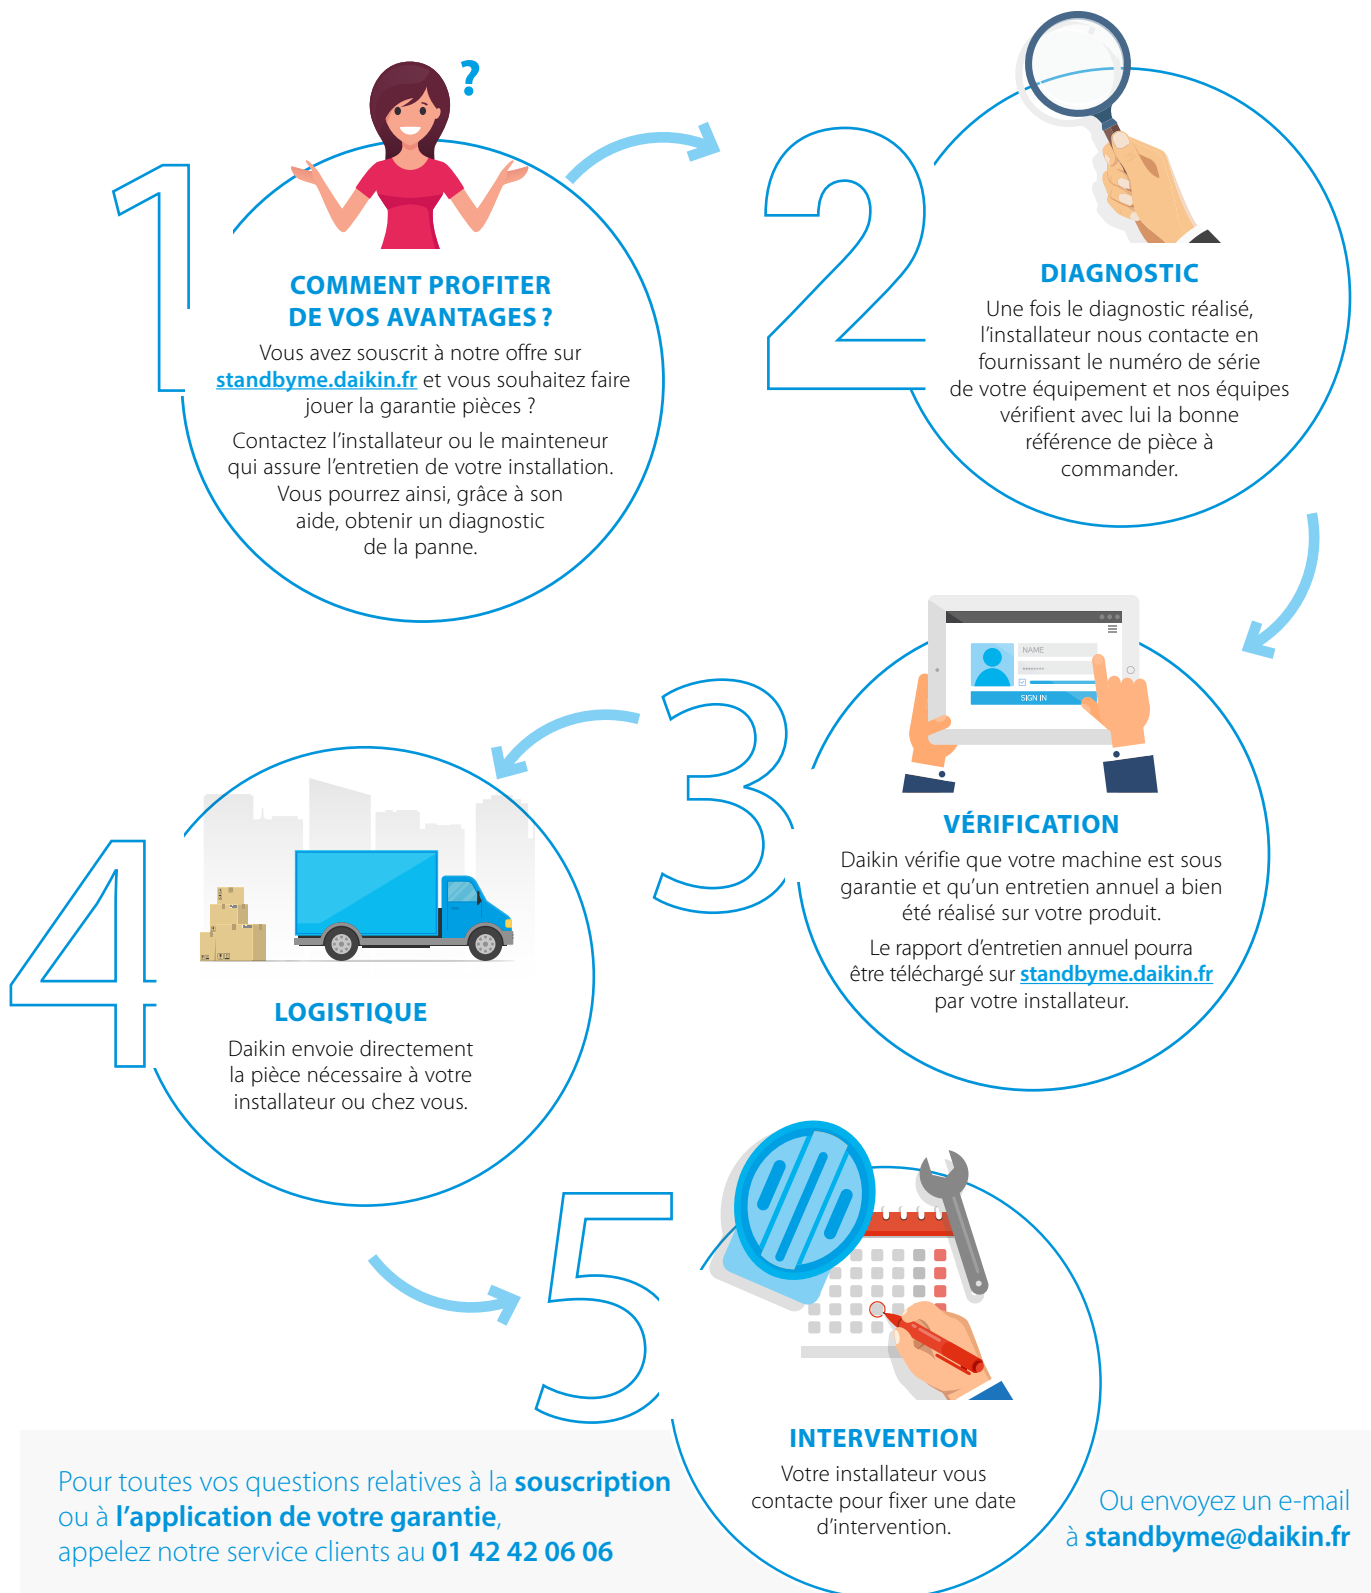 1
?
COMMENT PROFITER
DE VOS AVANTAGES ?
Vous avez souscrit à notre offre sur
standbyme.daikin.fr et vous souhaitez faire
jouer la garantie pièces ?
Contactez l’installateur ou le mainteneur
qui assure l’entretien de votre installation.
Vous pourrez ainsi, grâce à son
aide, obtenir un diagnostic
de la panne.
2
DIAGNOSTIC
Une fois le diagnostic réalisé,
l’installateur nous contacte en
fournissant le numéro de série
de votre équipement et nos équipes
vérifient avec lui la bonne
référence de pièce à
commander.
3
NAME
********
SIGN IN
VÉRIFICATION
Daikin vérifie que votre machine est sous
garantie et qu’un entretien annuel a bien
été réalisé sur votre produit.
Le rapport d’entretien annuel pourra
être téléchargé sur standbyme.daikin.fr
par votre installateur.
4
LOGISTIQUE
Daikin envoie directement
la pièce nécessaire à votre
installateur ou chez vous.
5
INTERVENTION
Votre installateur vous
contacte pour fixer une date
d’intervention.
Pour toutes vos questions relatives à la souscription
ou à l’application de votre garantie,
appelez notre service clients au 01 42 42 06 06
Ou envoyez un e-mail
à standbyme@daikin.fr